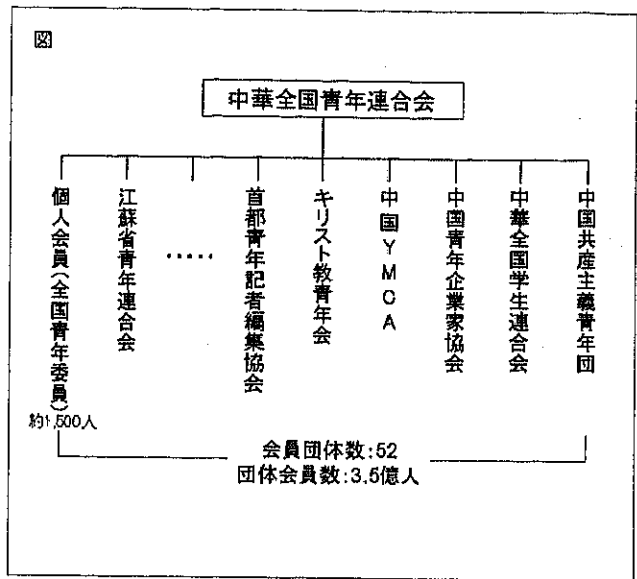 図
中華全国青年連合会
中国共産主義青年団
中華全国学生連合会
中国青年企業家協会
中国YMCA
キリスト教青年会
首都青年記者編集協会
……
江蘇省青年連合会
個人会員(全国青年委員)
約1,500人
会員団体数:52
団体会員数:3,5億人